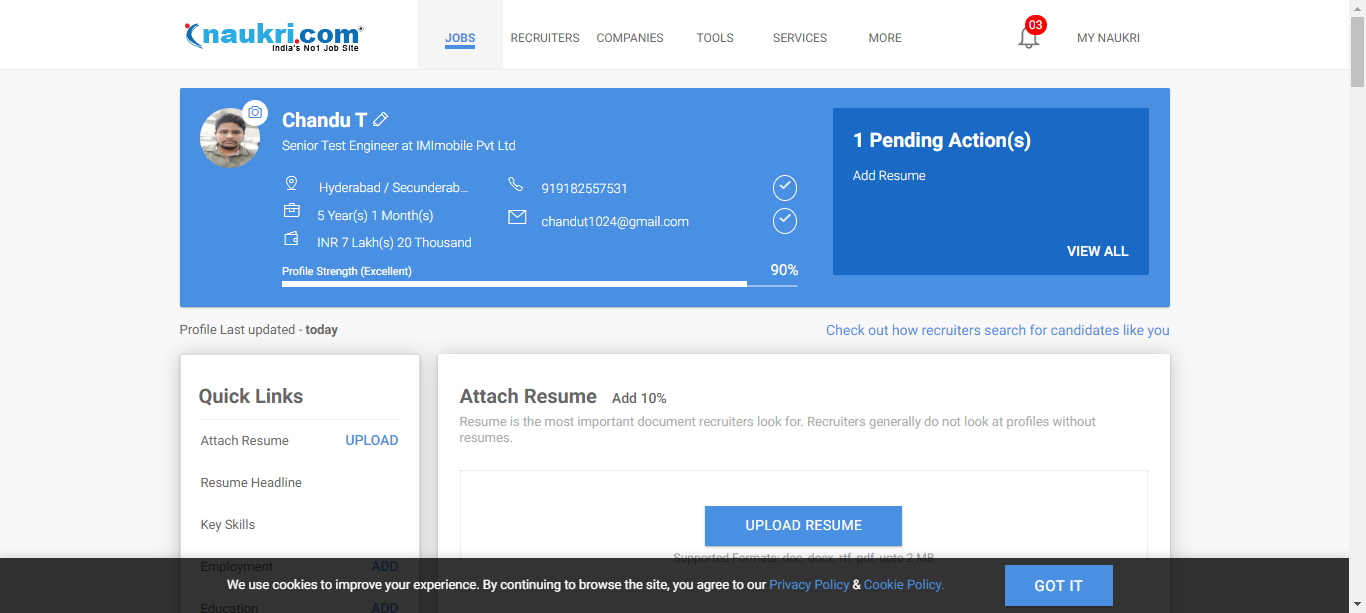 naukri.com
India's No1 Job Site
JOBS
RECRUITERS
COMPANIES
TOOLS
SERVICES
MORE
03
MY NAUKRI
Chandu T
Senior Test Engineer at IMImobile Pvt Ltd
Hyderabad / Secunderab...
919182557531
5 Year(s) 1 Month(s)
chandut1024@gmail.com
INR 7 Lakh(s) 20 Thousand
Profile Strength (Excellent)
90%
1 Pending Action(s)
Add Resume
VIEW ALL
Profile Last updated - today
Check out how recruiters search for candidates like you
Quick Links
Attach Resume UPLOAD
Resume Headline
Key Skills
Employment ADD
Education ADD
Attach Resume Add 10%
Resume is the most important document recruiters look for. Recruiters generally do not look at profiles without
resumes.
UPLOAD RESUME
Supported Formats: doc, docx, rtf, pdf, upto 2 MB
We use cookies to improve your experience. By continuing to browse the site, you agree to our Privacy Policy & Cookie Policy.
GOT IT